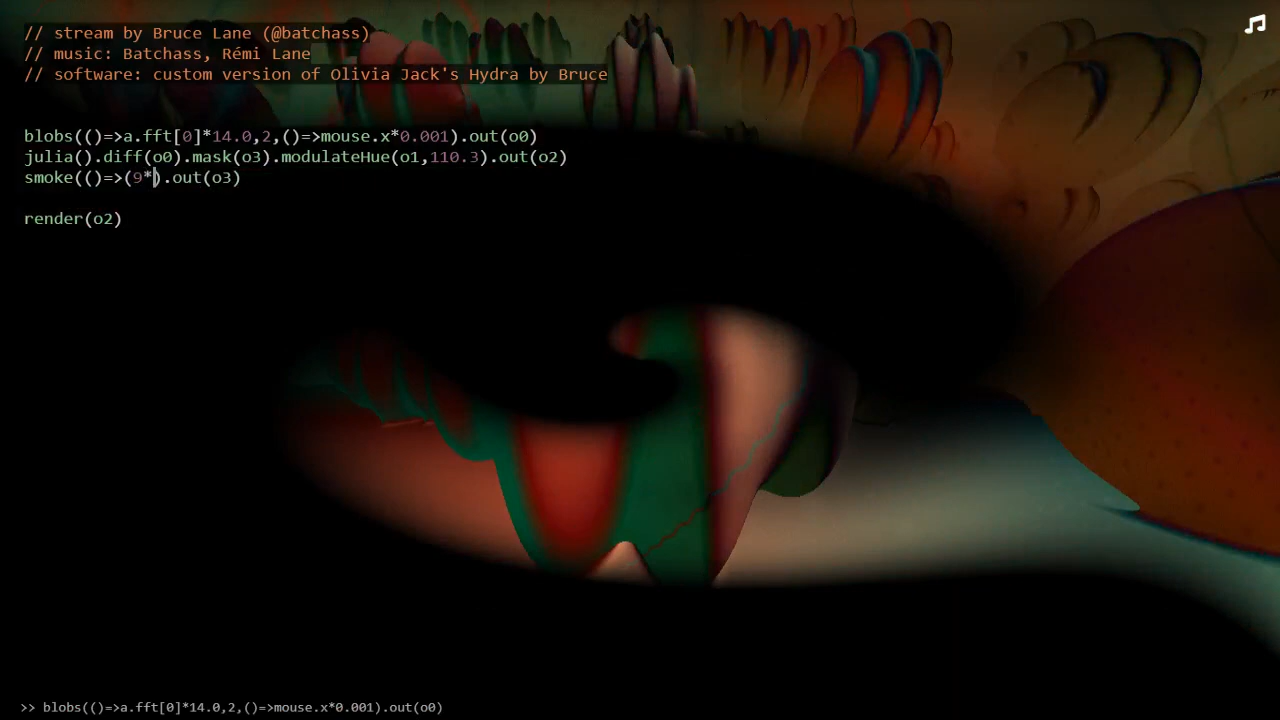 // stream by Bruce Lane (@batchass)
// music: Batchass, Rémi Lane
// software: custom version of Olivia Jack's Hydra by Bruce
blobs(()=>a.fft[0]*14.0,2,()=>mouse.x*0.001).out(o0)
julia().diff(o0).mask(o3).modulateHue(o1,110.3).out(o2)
smoke(()=>(9*).out(o3)
render(o2)
>> blobs(()=>a.fft[0]*14.0,2,()=>mouse.x*0.001).out(o0)